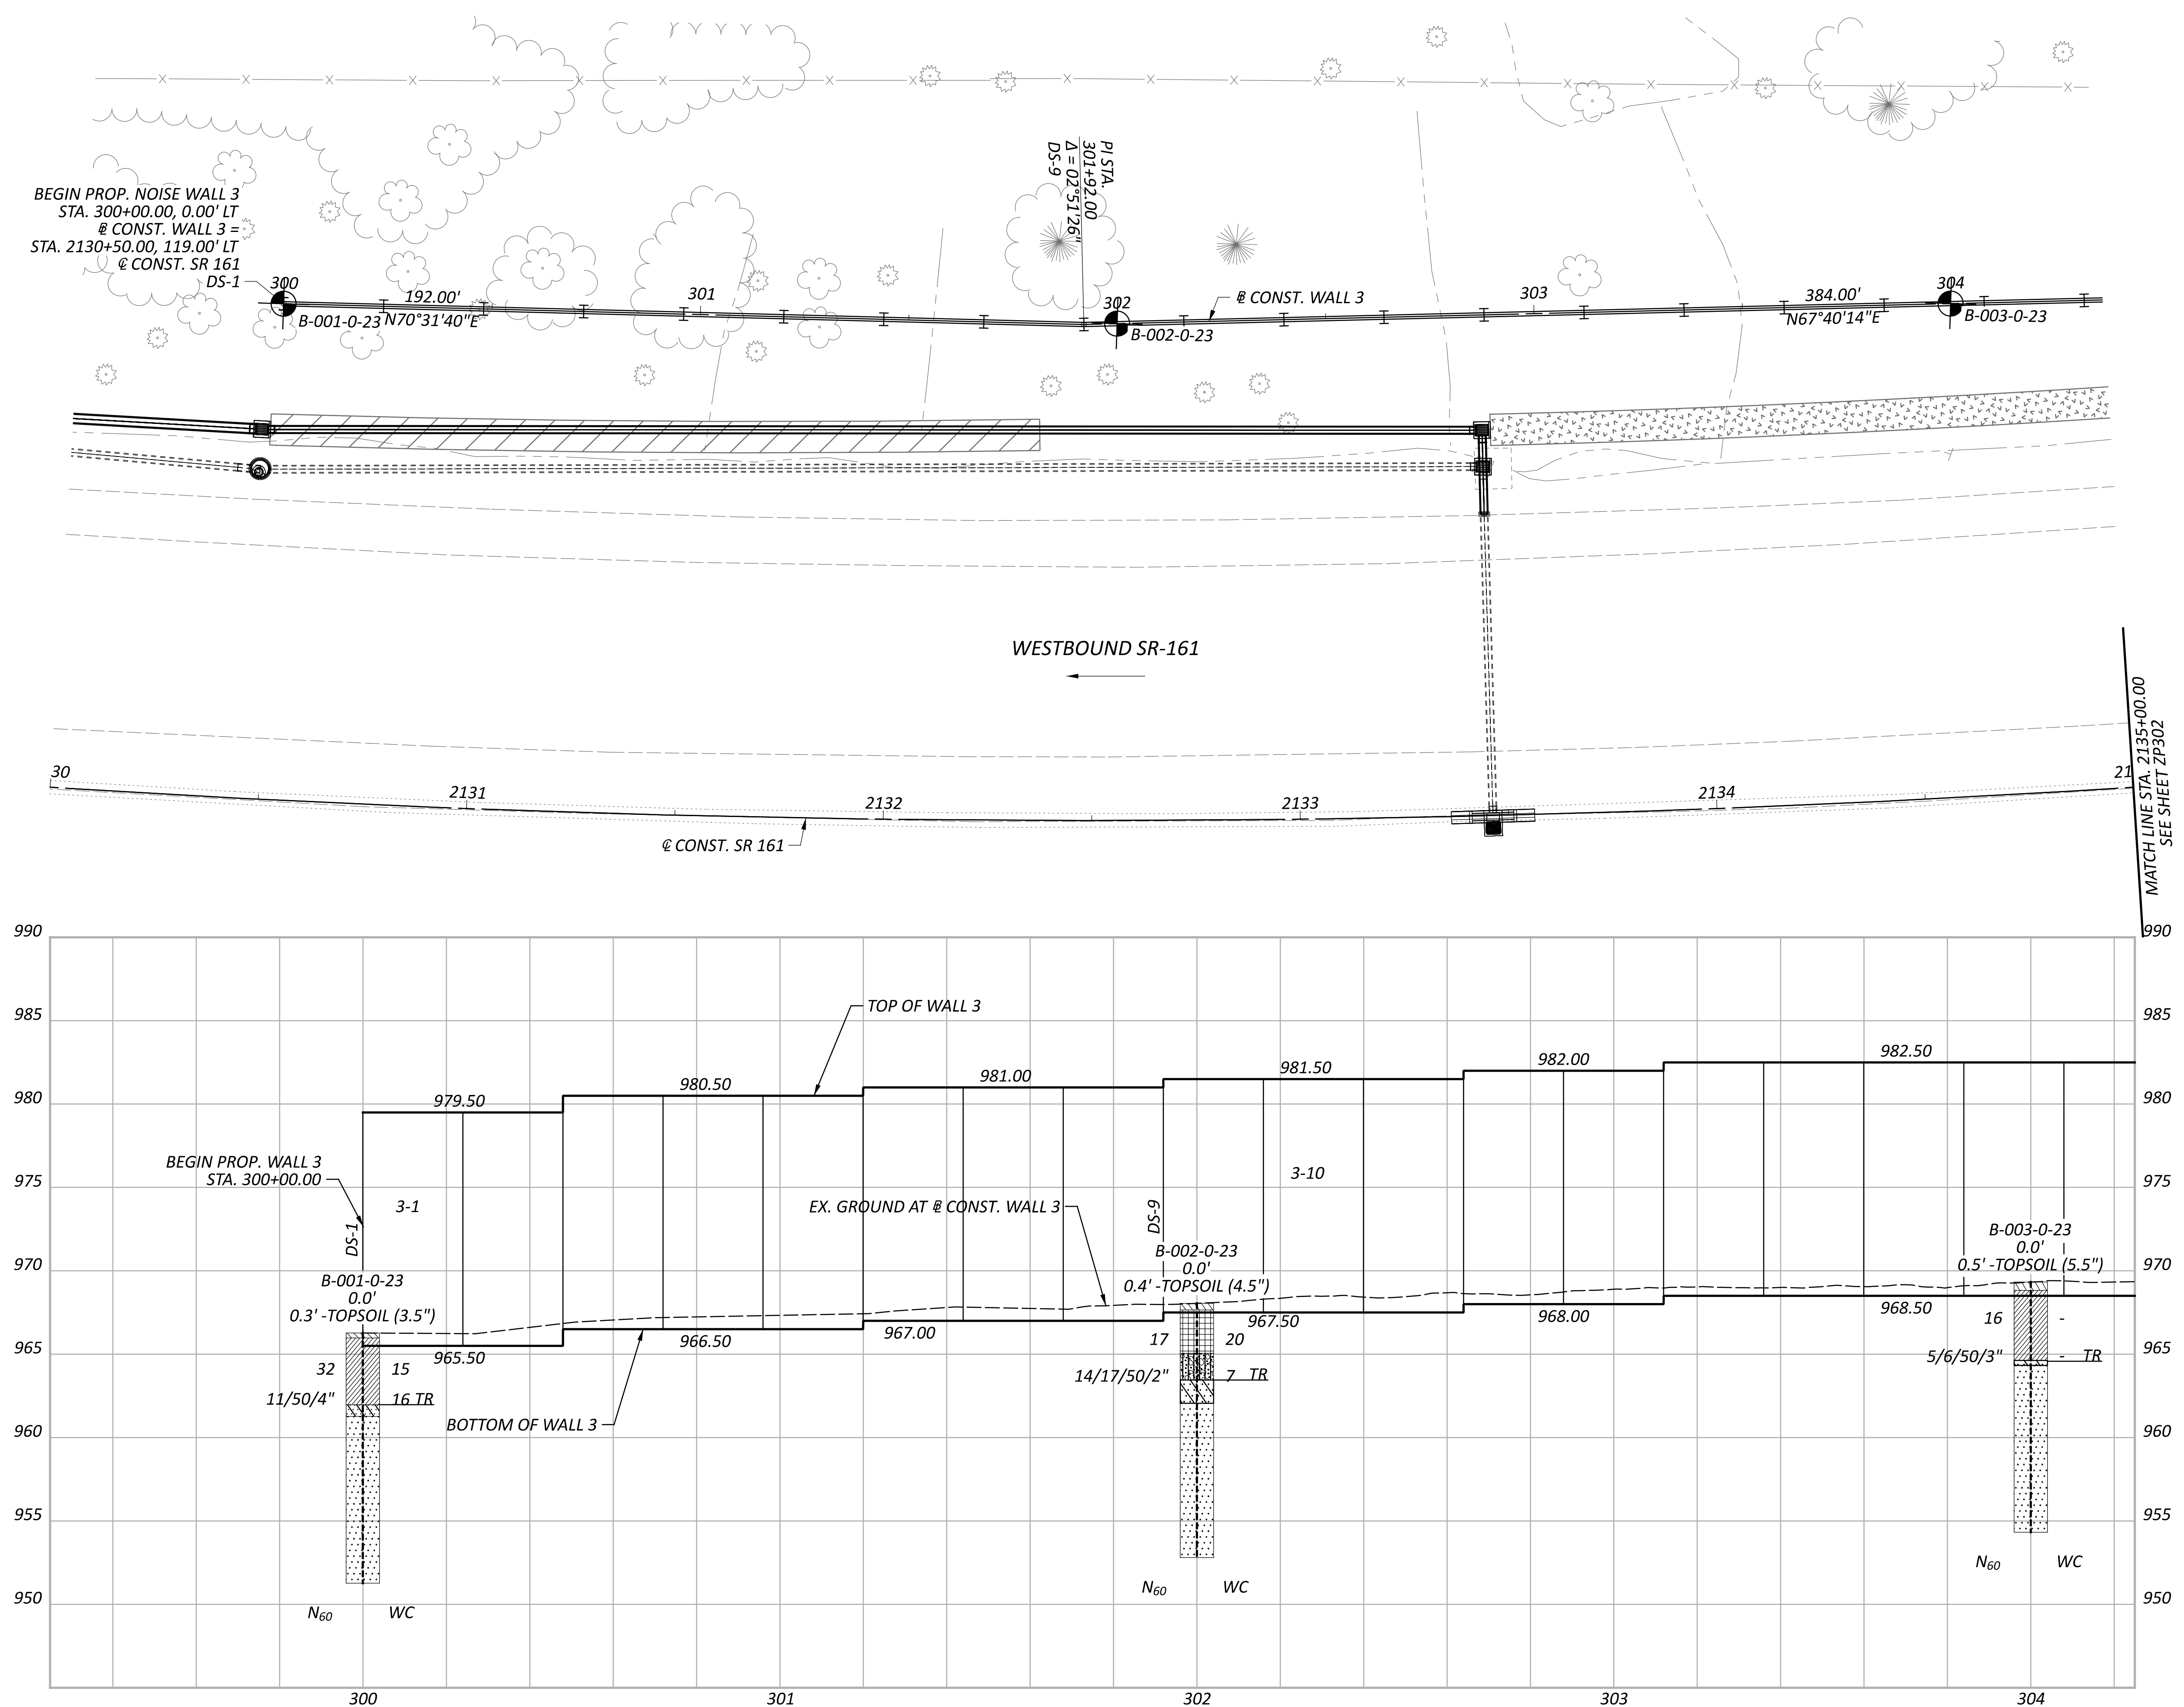 PI STA.
301+92.00
Δ = 02°51'26"
DS-9
BEGIN PROP. NOISE WALL 3
STA. 300+00.00, 0.00' LT
℄ CONST. WALL 3 =
STA. 2130+50.00, 119.00' LT
℄ CONST. SR 161
DS-1
300
192.00'
N70°31'40"E
B-001-0-23
301
302
B-002-0-23
℄ CONST. WALL 3
303
384.00'
N67°40'14"E
304
B-003-0-23
WESTBOUND SR-161
MATCH LINE STA. 2135+00.00
SEE SHEET ZP302
30
2131
2132
2133
2134
21
℄ CONST. SR 161
990
990
985
985
980
980
975
975
970
970
965
965
960
960
955
955
950
950
TOP OF WALL 3
979.50
980.50
981.00
981.50
982.00
982.50
BEGIN PROP. WALL 3
STA. 300+00.00
DS-1
3-1
3-10
EX. GROUND AT ℄ CONST. WALL 3
DS-9
B-001-0-23
0.0'
0.3' -TOPSOIL (3.5")
B-002-0-23
0.0'
0.4' -TOPSOIL (4.5")
B-003-0-23
0.0'
0.5' -TOPSOIL (5.5")
965.50
966.50
967.00
967.50
968.00
968.50
32
15
11/50/4"
16 TR
17
20
14/17/50/2"
7 TR
16
-
5/6/50/3"
- TR
BOTTOM OF WALL 3
N60
WC
N60
WC
N60
WC
300
301
302
303
304